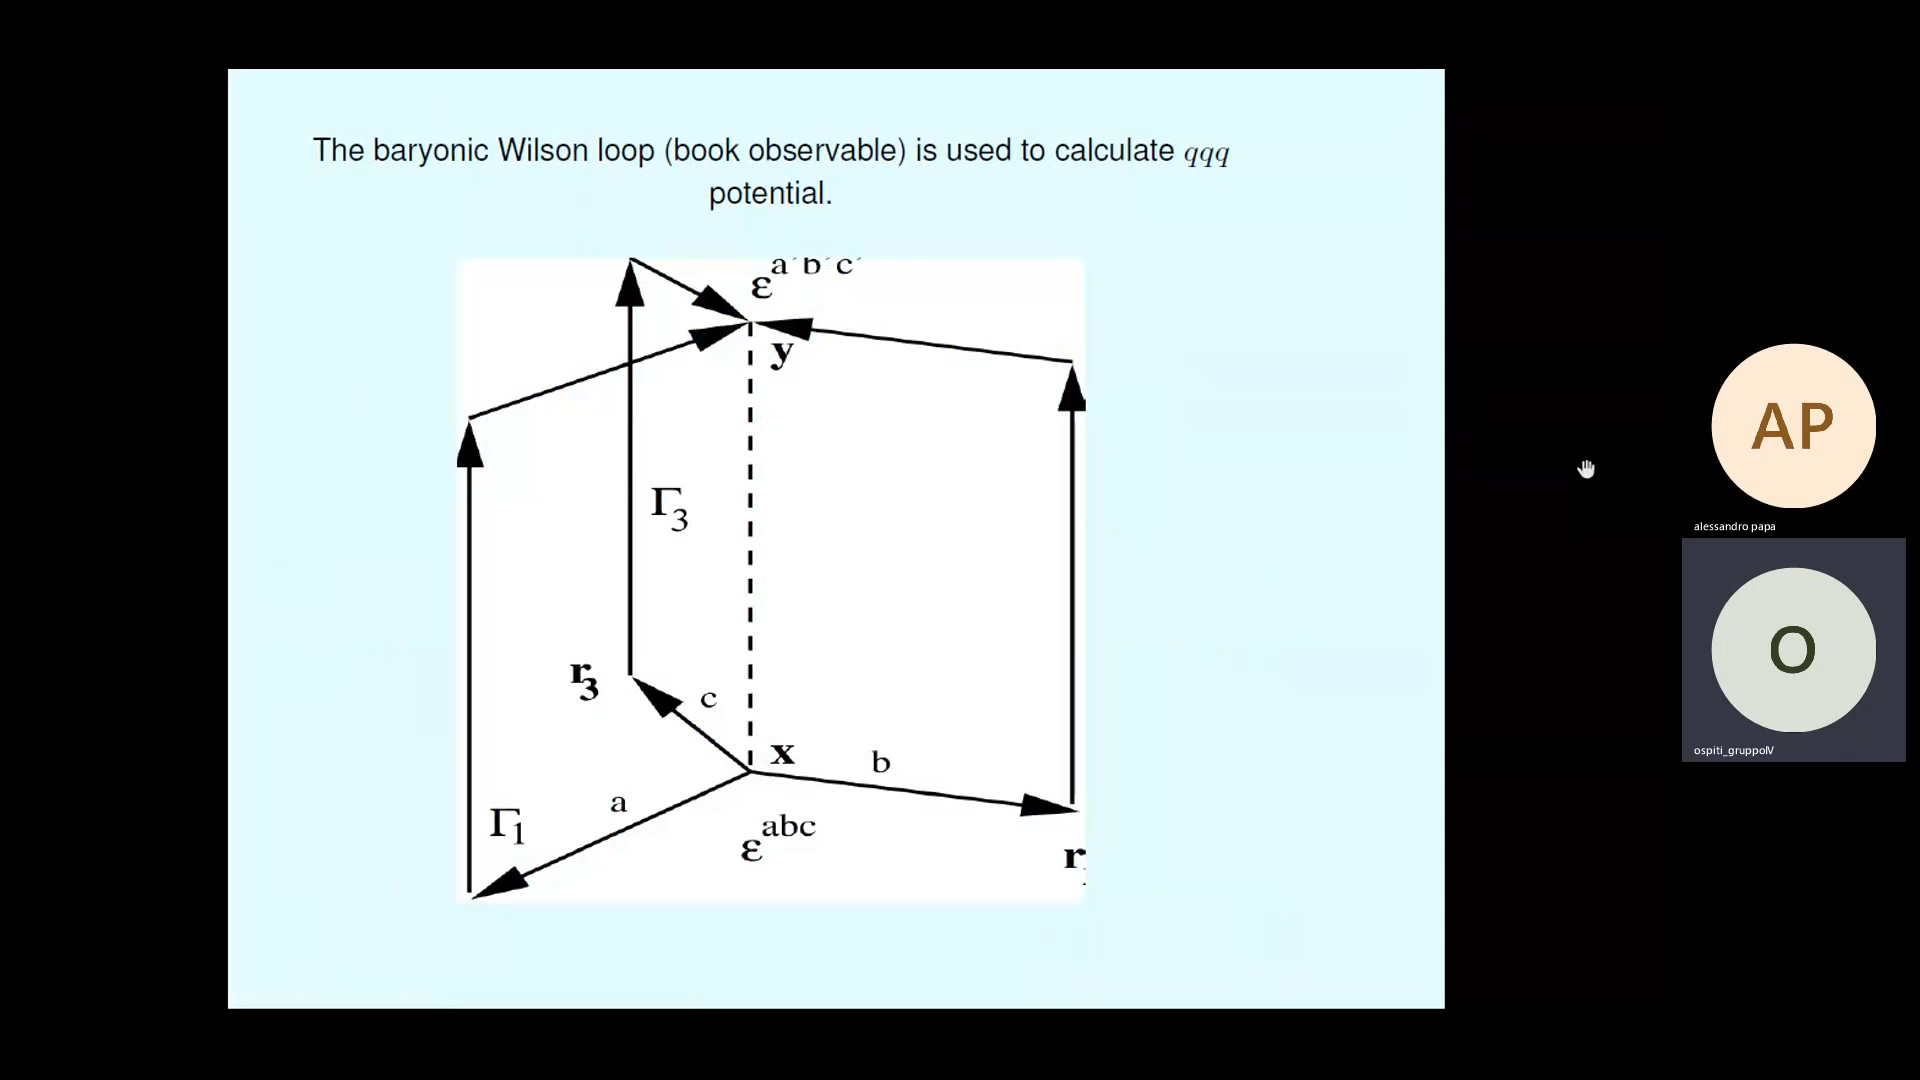 The baryonic Wilson loop (book observable) is used to calculate qqq
potential.
ε a´b´c´
y
Γ3
r3
c
x
b
a
Γ1
ε abc
r
AP
alessandro papa
O
ospiti_gruppoIV